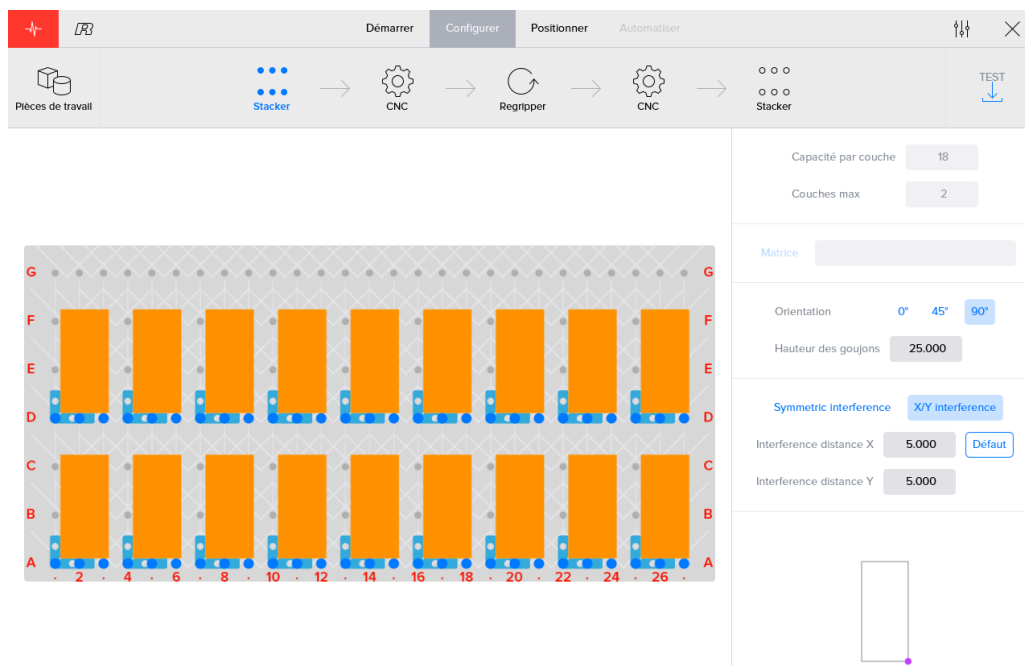 Démarrer Configurer Positionner Automatiser
Pièces de travail Stacker CNC Regripper CNC Stacker TEST
Capacité par couche 18
Couches max 2
Matrice
Orientation 0° 45° 90°
Hauteur des goujons 25.000
Symmetric interference X/Y interference
Interference distance X 5.000 Défaut
Interference distance Y 5.000
G G
F F
E E
D D
C C
B B
A A
2 4 6 8 10 12 14 16 18 20 22 24 26